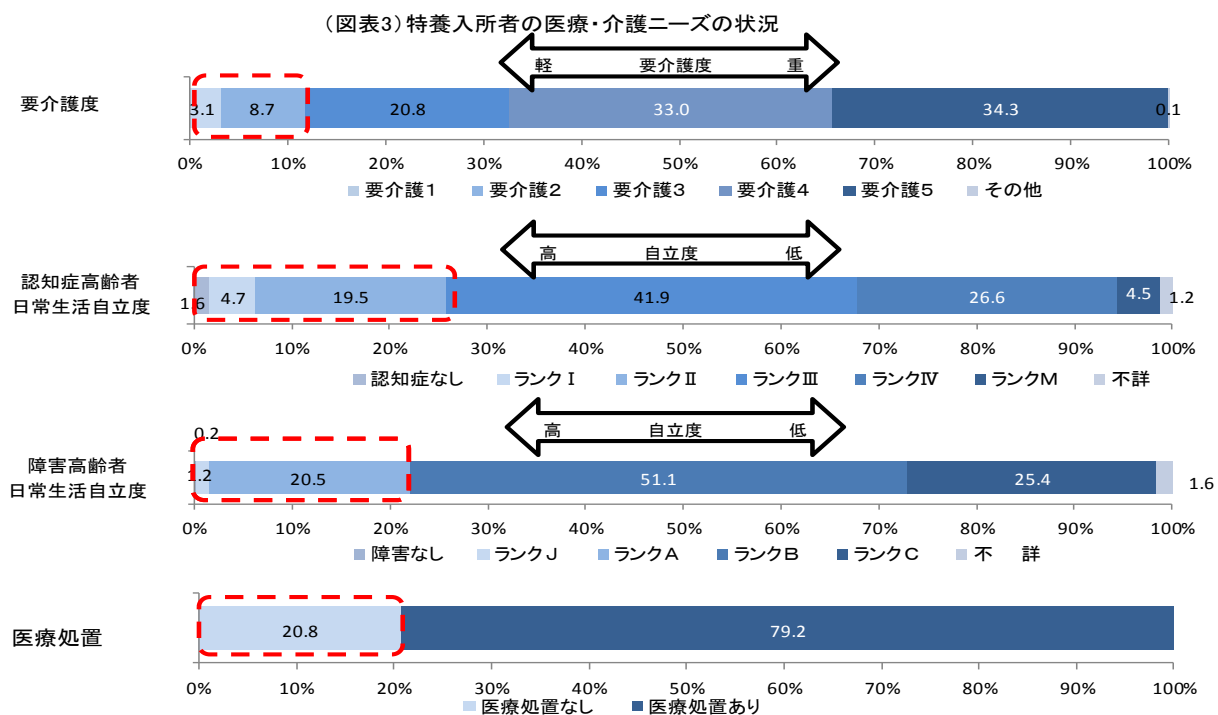 (図表3)特養入所者の医療・介護ニーズの状況
軽 要介護度 重
要介護度
3.1 8.7 20.8 33.0 34.3 0.1
0% 10% 20% 30% 40% 50% 60% 70% 80% 90% 100%
要介護1 要介護2 要介護3 要介護4 要介護5 その他
高 自立度 低
認知症高齢者
日常生活自立度
1.6 4.7 19.5 41.9 26.6 4.5 1.2
0% 10% 20% 30% 40% 50% 60% 70% 80% 90% 100%
認知症なし ランクⅠ ランクⅡ ランクⅢ ランクⅣ ランクM 不詳
高 自立度 低
0.2
障害高齢者
日常生活自立度
1.2 20.5 51.1 25.4 1.6
0% 10% 20% 30% 40% 50% 60% 70% 80% 90% 100%
障害なし ランクJ ランクA ランクB ランクC 不 詳
医療処置
20.8 79.2
0% 10% 20% 30% 40% 50% 60% 70% 80% 90% 100%
医療処置なし 医療処置あり